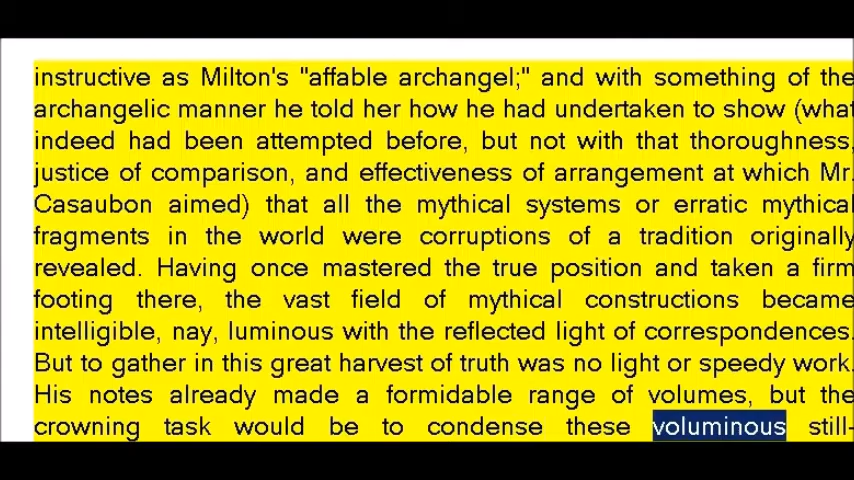 instructive as Milton's "affable archangel;" and with something of the
archangelic manner he told her how he had undertaken to show (what
indeed had been attempted before, but not with that thoroughness,
justice of comparison, and effectiveness of arrangement at which Mr.
Casaubon aimed) that all the mythical systems or erratic mythical
fragments in the world were corruptions of a tradition originally
revealed. Having once mastered the true position and taken a firm
footing there, the vast field of mythical constructions became
intelligible, nay, luminous with the reflected light of correspondences.
But to gather in this great harvest of truth was no light or speedy work.
His notes already made a formidable range of volumes, but the
crowning task would be to condense these voluminous still-